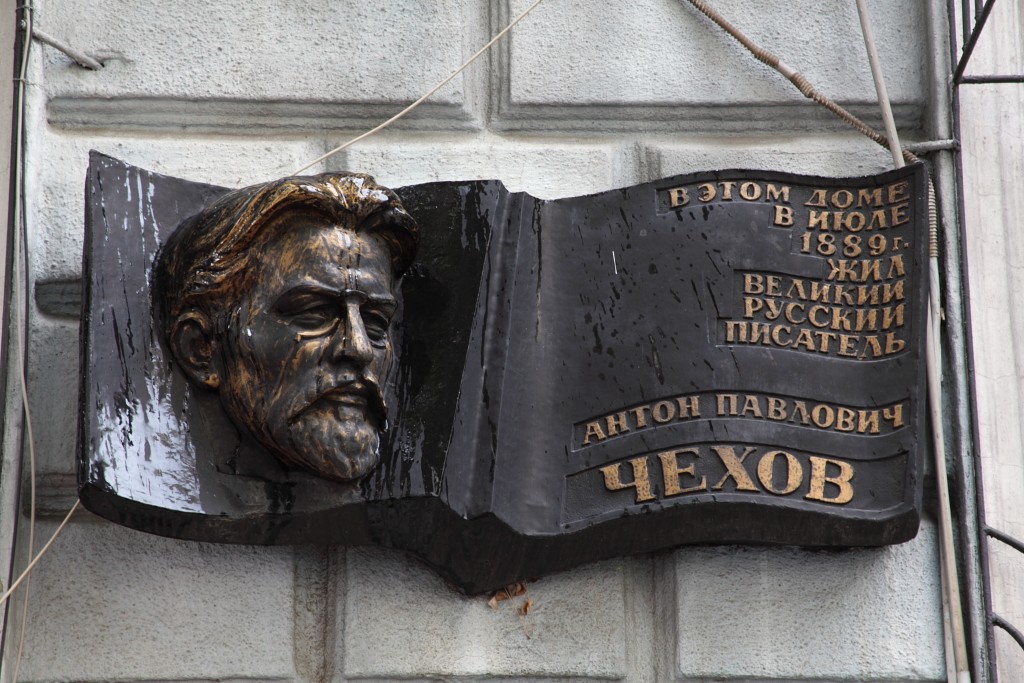 В ЭТОМ ДОМЕ
В ИЮЛЕ
1889 г.
ЖИЛ
ВЕЛИКИЙ
РУССКИЙ
ПИСАТЕЛЬ
АНТОН ПАВЛОВИЧ
ЧЕХОВ